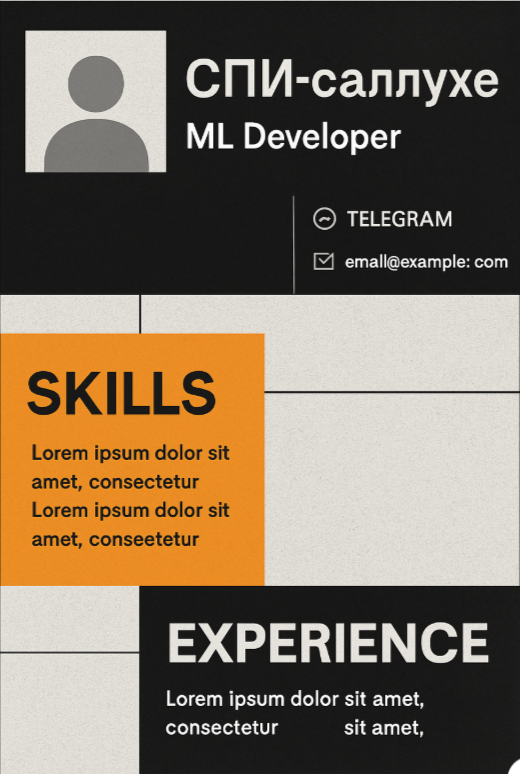 СПИ-саллухе
ML Developer
TELEGRAM
emall@example: com
SKILLS
Lorem ipsum dolor sit
amet, consectetur
Lorem ipsum dolor sit
amet, conseetetur
EXPERIENCE
Lorem ipsum dolor sit amet,
consectetur sit amet,